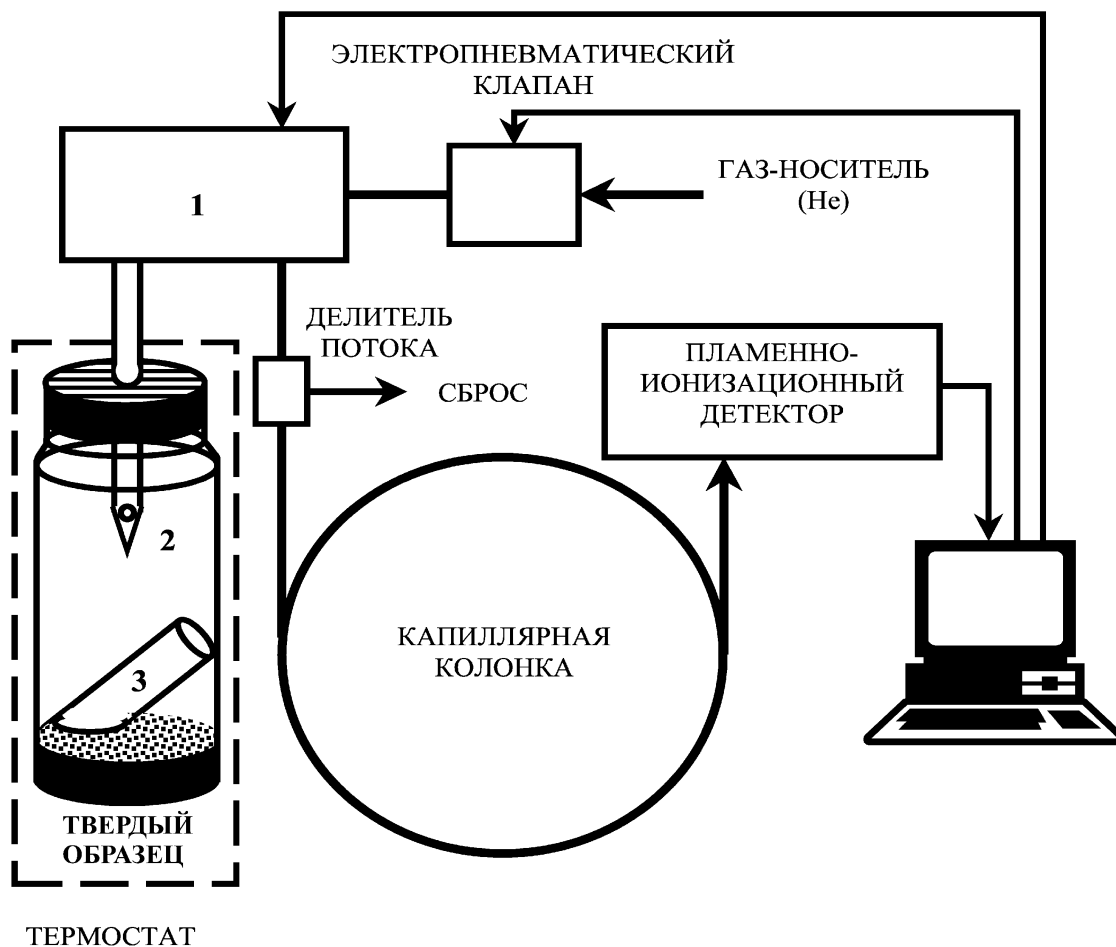 ЭЛЕКТРОПНЕВМАТИЧЕСКИЙ
КЛАПАН
ГАЗ-НОСИТЕЛЬ
(He)
1
ДЕЛИТЕЛЬ
ПОТОКА
СБРОС
ПЛАМЕННО-
ИОНИЗАЦИОННЫЙ
ДЕТЕКТОР
2
КАПИЛЛЯРНАЯ
КОЛОНКА
3
ТВЕРДЫЙ
ОБРАЗЕЦ
ТЕРМОСТАТ